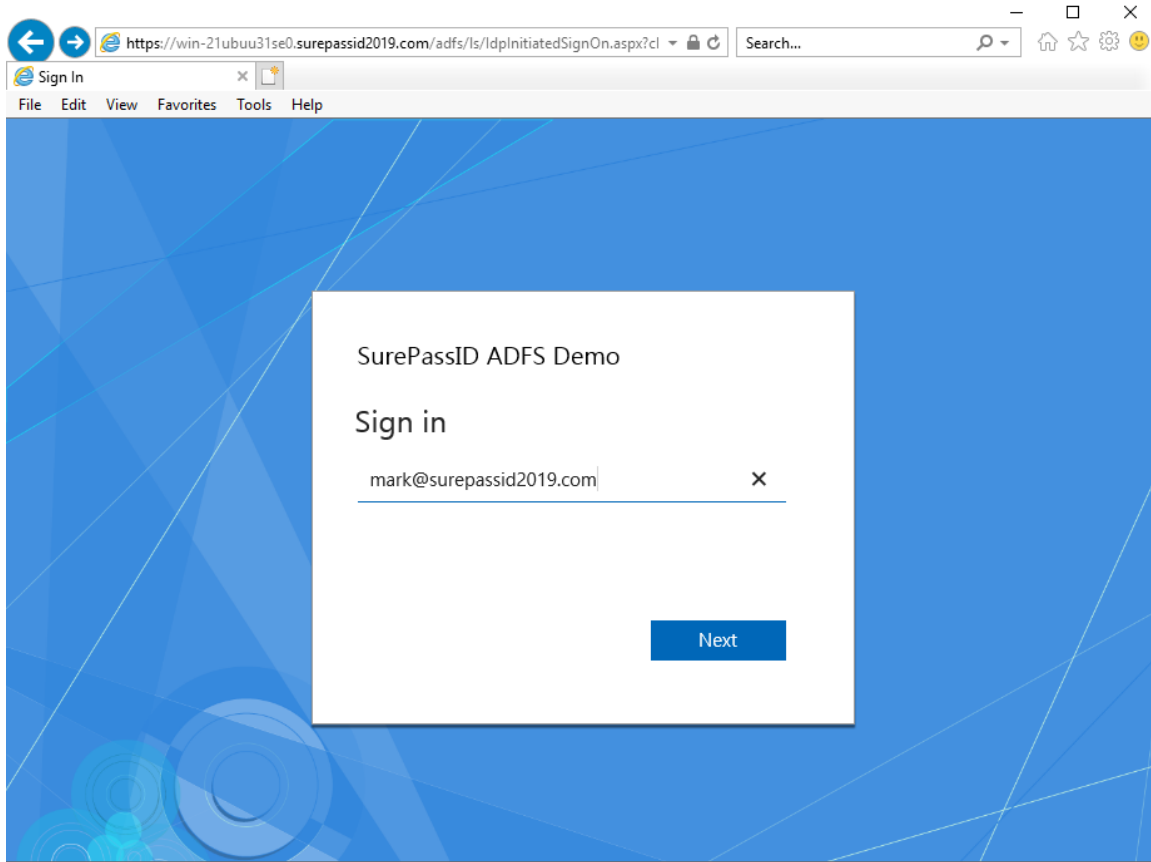 https://win-21ubuu31se0.surepassid2019.com/adfs/ls/IdpInitiatedSignOn.aspx?cl
Search...
Sign In
File Edit View Favorites Tools Help
SurePassID ADFS Demo
Sign in
mark@surepassid2019.com
Next